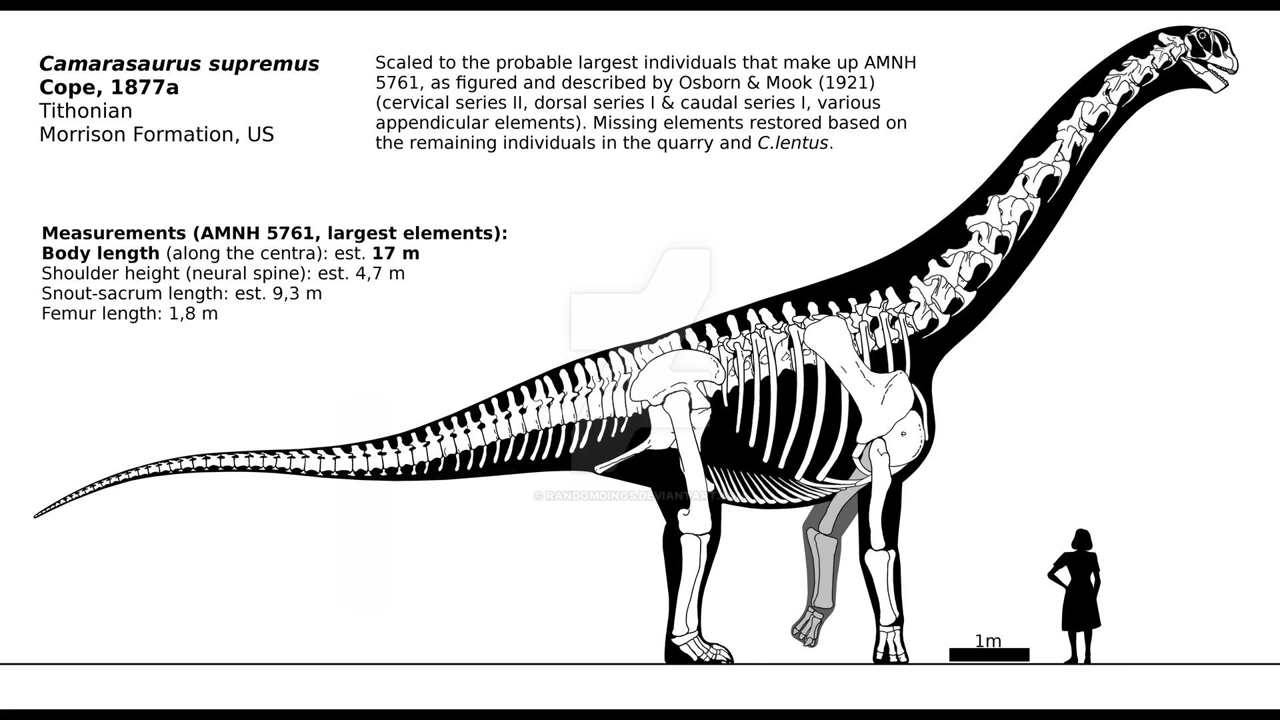 Camarasaurus supremus
Cope, 1877a
Tithonian
Morrison Formation, US
Scaled to the probable largest individuals that make up AMNH
5761, as figured and described by Osborn & Mook (1921)
(cervical series II, dorsal series I & caudal series I, various
appendicular elements). Missing elements restored based on
the remaining individuals in the quarry and C.lentus.
Measurements (AMNH 5761, largest elements):
Body length (along the centra): est. 17 m
Shoulder height (neural spine): est. 4,7 m
Snout-sacrum length: est. 9,3 m
Femur length: 1,8 m
© RANDOMDINOS.DEVIANTART
1m